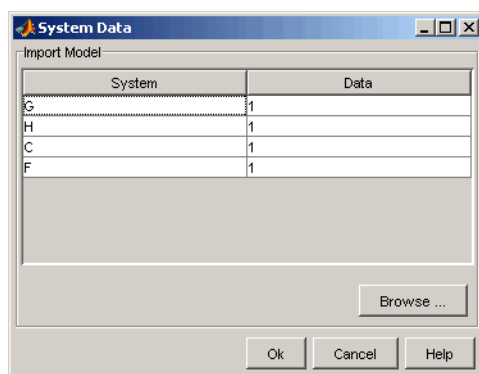 System Data
Import Model
System Data
G 1
H 1
C 1
F 1
Browse ...
Ok Cancel Help